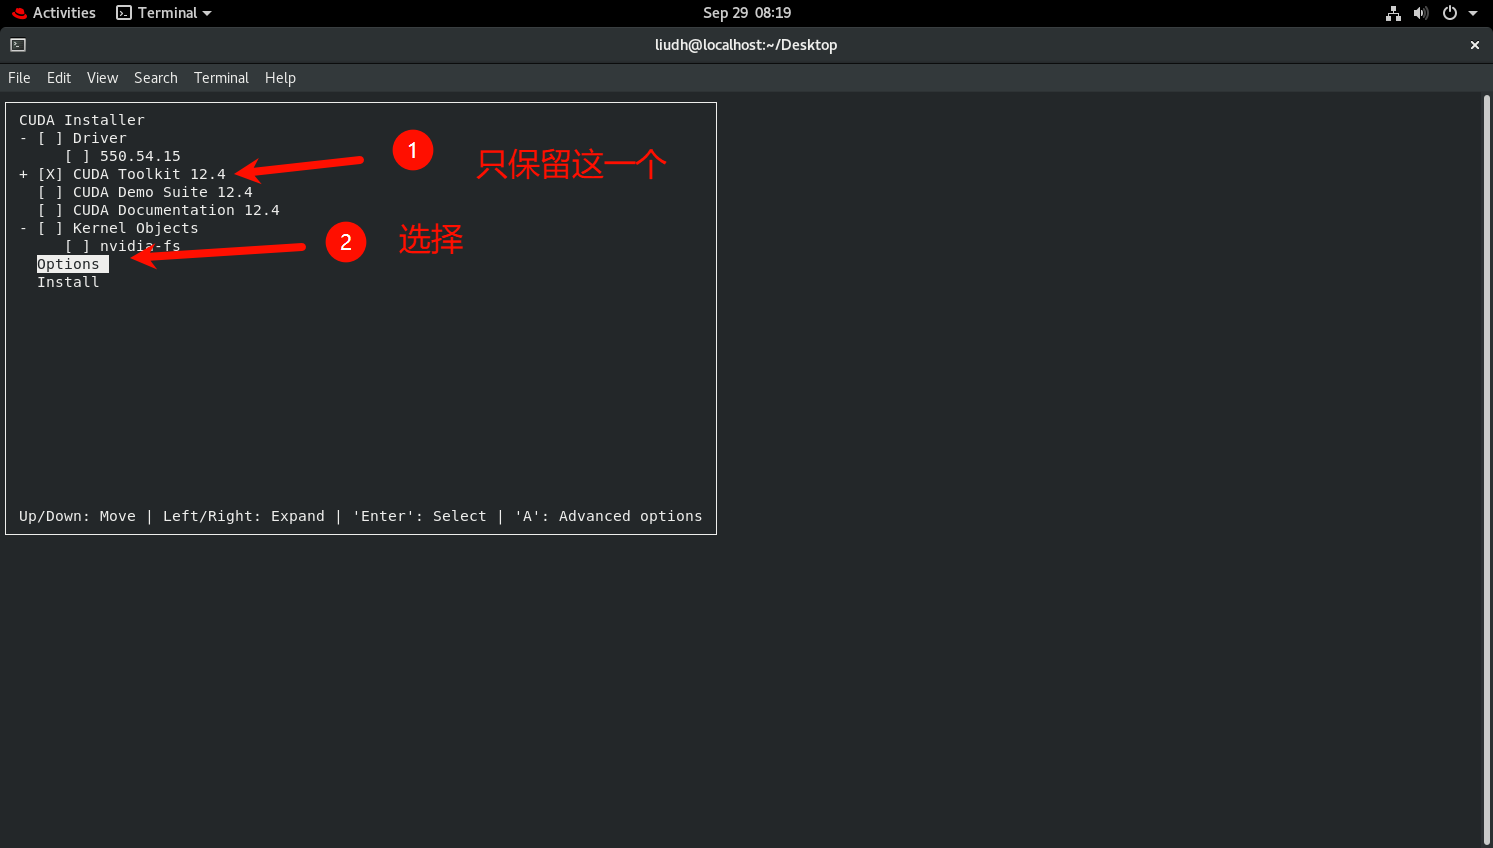 Activities Terminal Sep 29 08:19
liudh@localhost:~/Desktop
File Edit View Search Terminal Help
CUDA Installer
- [ ] Driver
[ ] 550.54.15
+ [X] CUDA Toolkit 12.4
[ ] CUDA Demo Suite 12.4
[ ] CUDA Documentation 12.4
- [ ] Kernel Objects
[ ] nvidia-fs
Options
Install
1 只保留这一个
2 选择
Up/Down: Move | Left/Right: Expand | 'Enter': Select | 'A': Advanced options